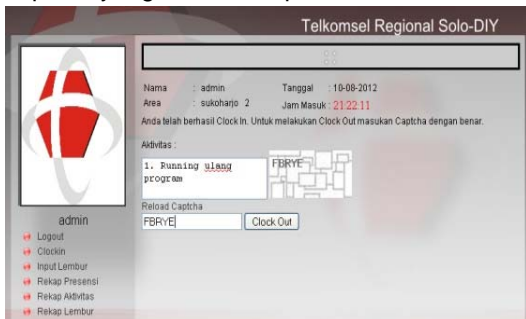 Telkomsel Regional Solo-DIY
Nama : admin Tanggal : 10-08-2012
Area : sukoharjo 2 Jam Masuk : 21:22:11
Anda telah berhasil Clock In. Untuk melakukan Clock Out masukan Captcha dengan benar.
Aktivitas :
1. Running ulang
program
FBRYE
Reload Captcha
FBRYE Clock Out
admin
Logout
Clockin
Input Lembur
Rekap Presensi
Rekap Aktivitas
Rekap Lembur